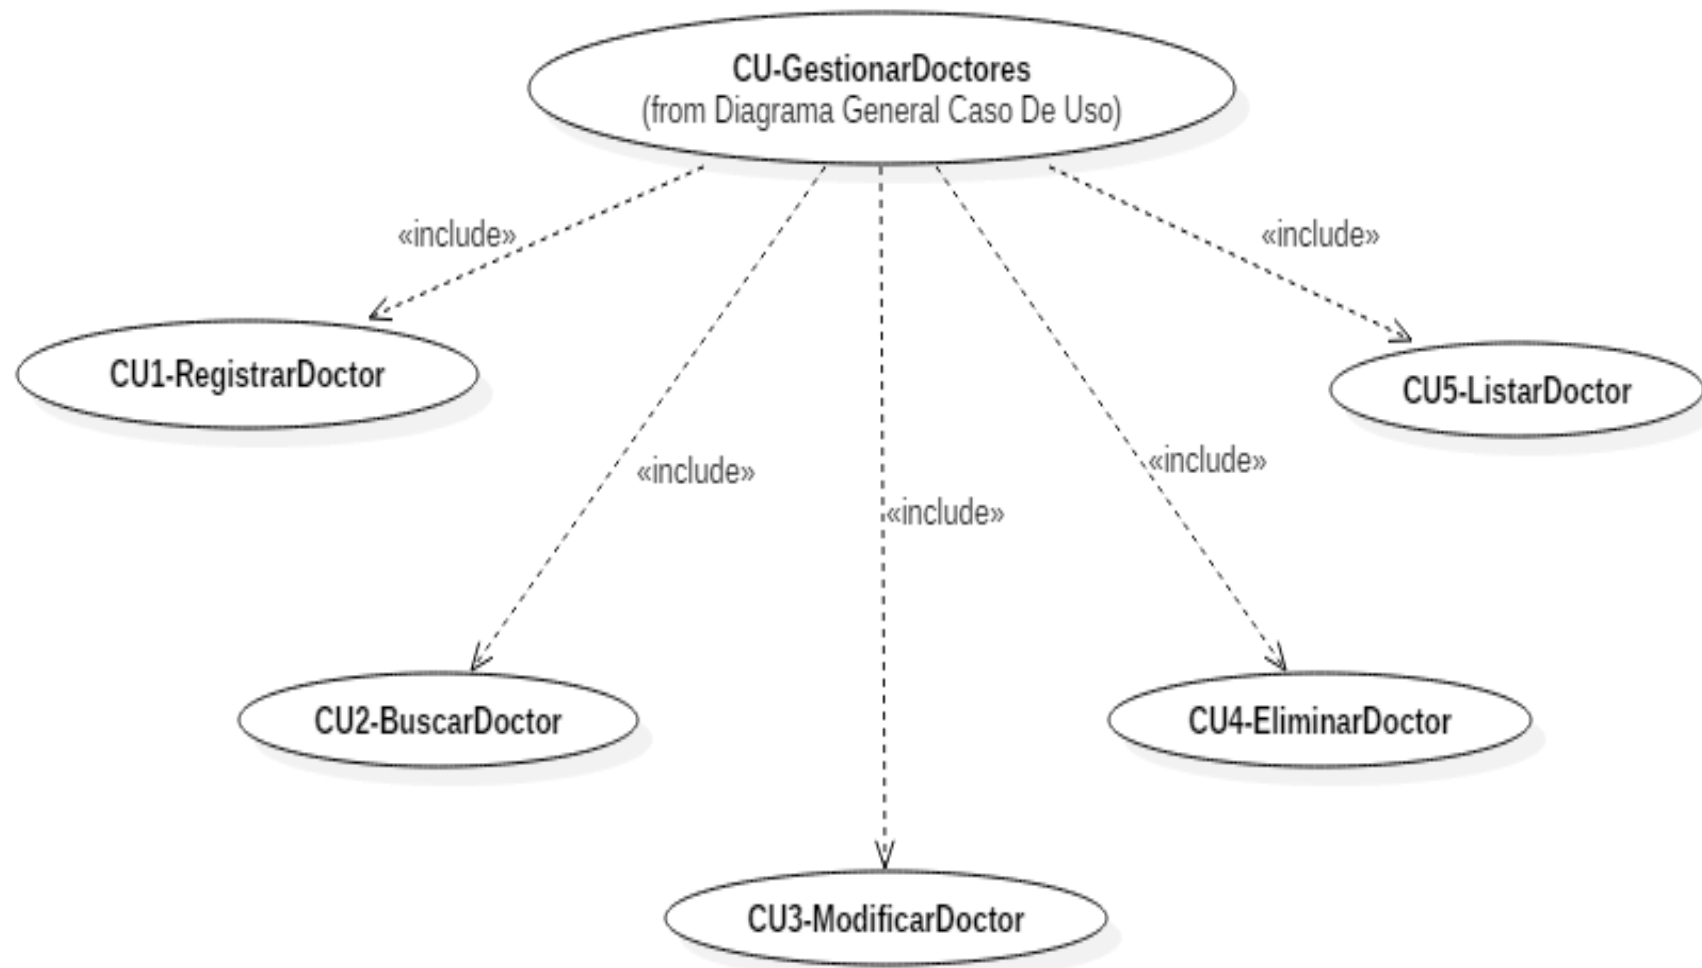 CU-GestionarDoctores
(from Diagrama General Caso De Uso)
«include»
«include»
CU1-RegistrarDoctor
CU5-ListarDoctor
«include»
«include»
«include»
CU2-BuscarDoctor
CU4-EliminarDoctor
CU3-ModificarDoctor